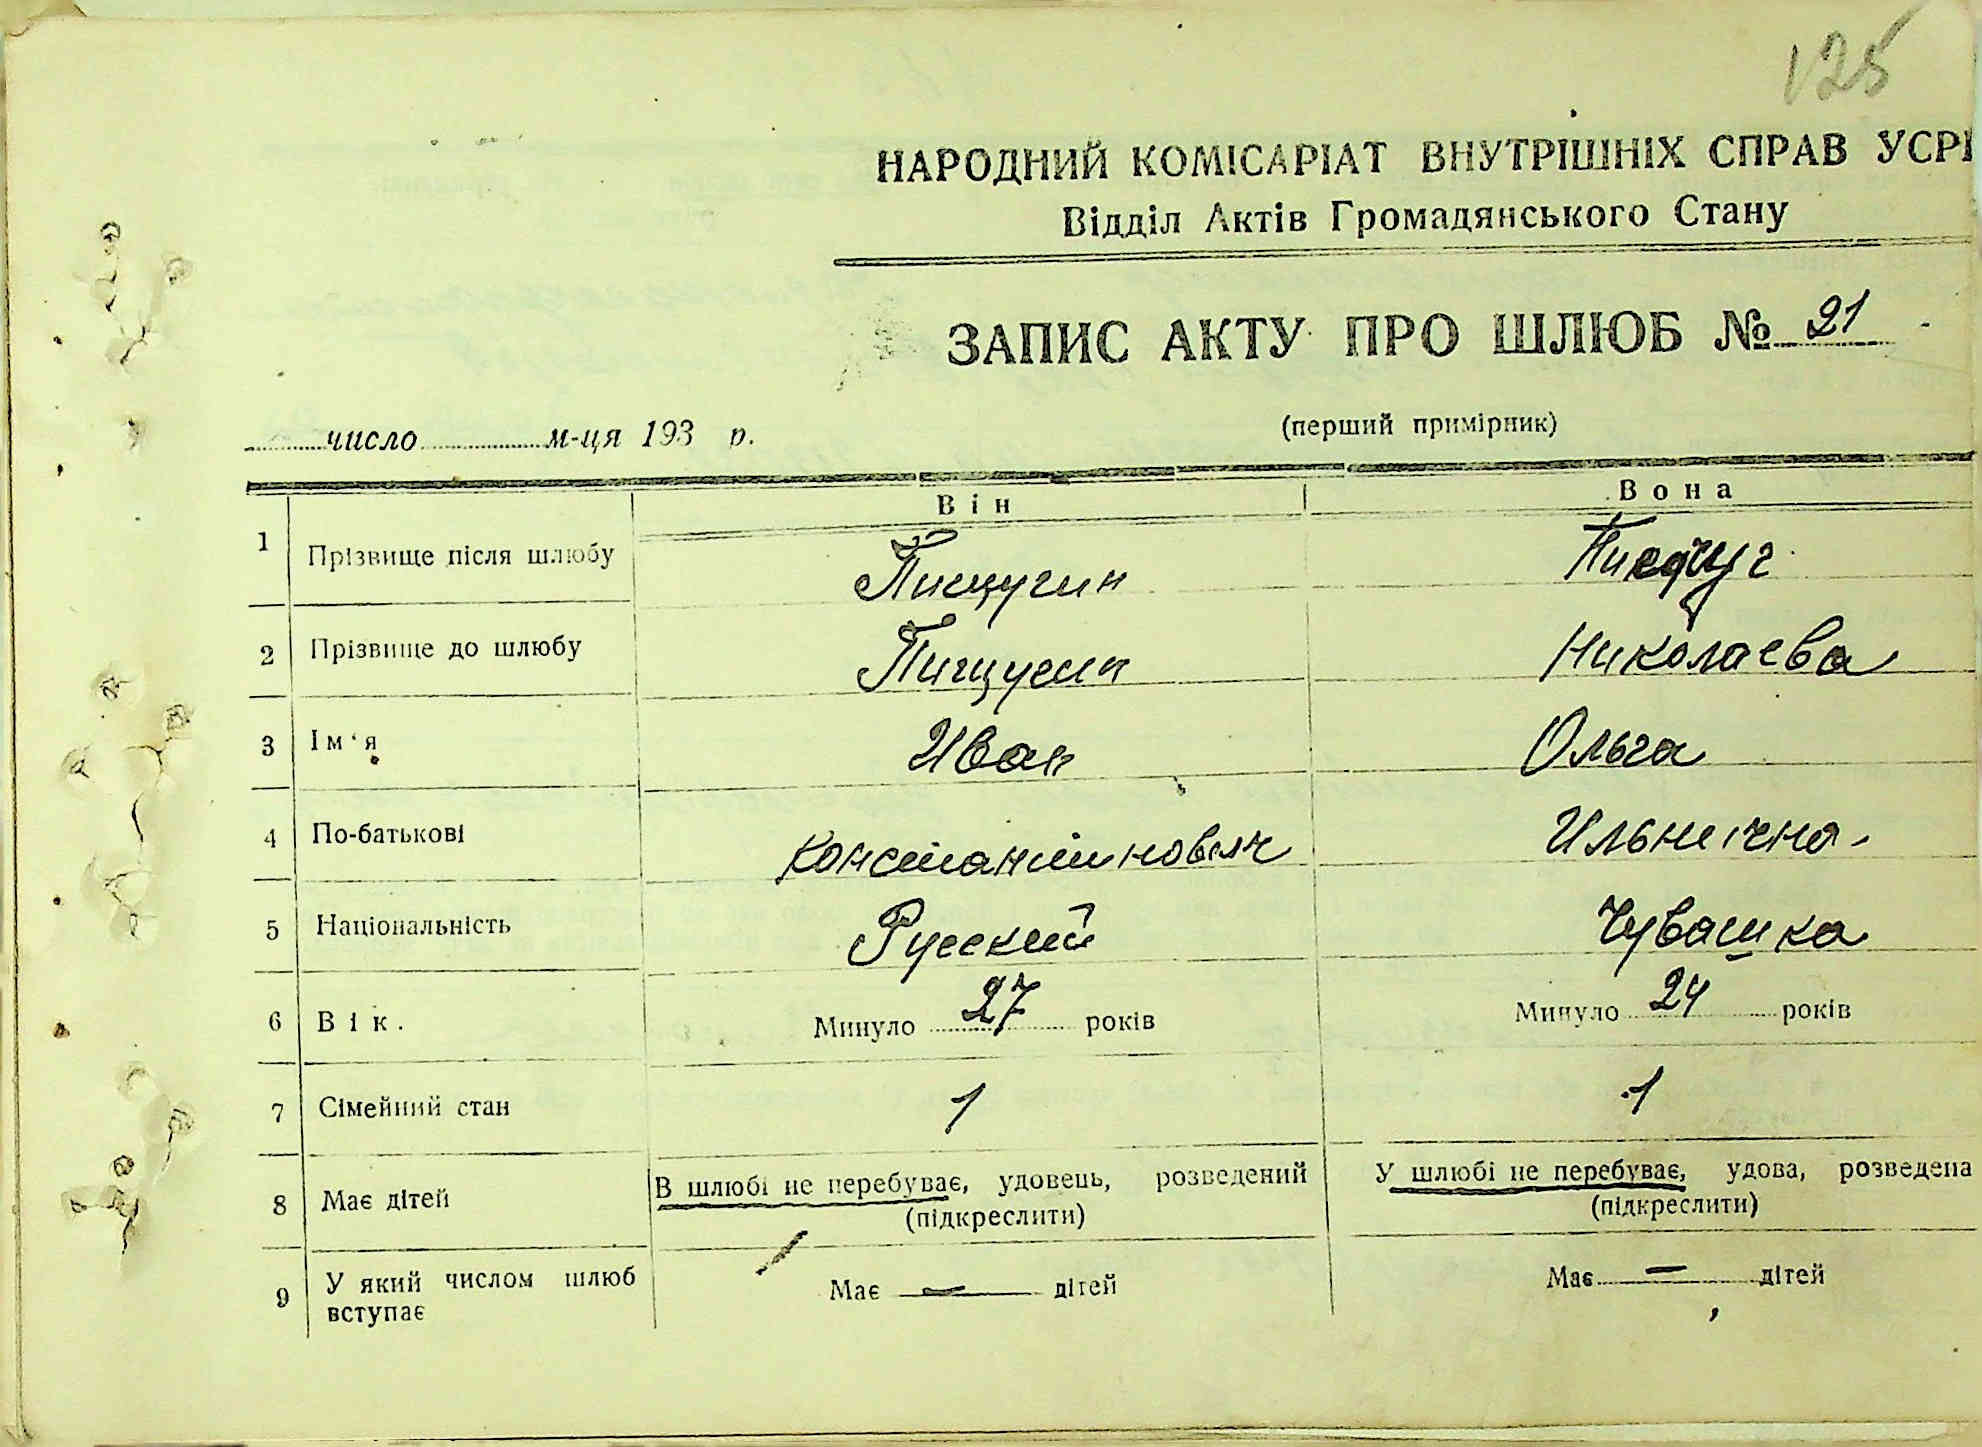 125
НАРОДНИЙ КОМІСАРІАТ ВНУТРІШНІХ СПРАВ УСРР
Відділ Актів Громадянського Стану
ЗАПИС АКТУ ПРО ШЛЮБ № 21
число м-ця 193 р.
(перший примірник)
Він Вона
1 Прізвище після шлюбу Пищугин
2 Прізвище до шлюбу Пищугин Николаева
3 Ім'я Иван Ольга
4 По-батькові Константинович Ильнична
5 Національність Русский Чувашка
6 Вік. Минуло 27 років Минуло 24 років
7 Сімейний стан 1 1
8 Має дітей В шлюбі не перебуває, удовець, розведений У шлюбі не перебуває, удова, розведена
(підкреслити) (підкреслити)
9 У який числом шлюб вступає Має — дітей Має — дітей